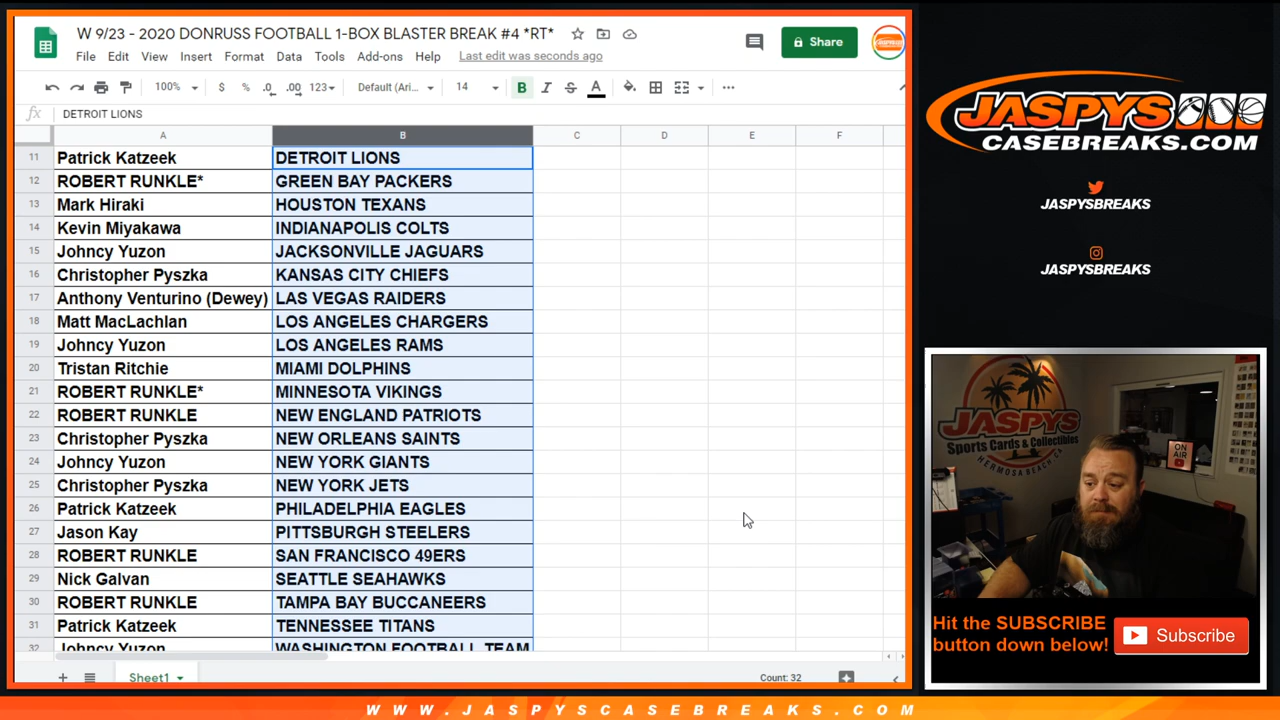 W 9/23 - 2020 DONRUSS FOOTBALL 1-BOX BLASTER BREAK #4 *RT*
File Edit View Insert Format Data Tools Add-ons Help Last edit was seconds ago
Share
100% $ % .0 .00 123 Default (Ari... 14 B I S A
fx DETROIT LIONS
A B C D E F
11 Patrick Katzeek DETROIT LIONS
12 ROBERT RUNKLE* GREEN BAY PACKERS
13 Mark Hiraki HOUSTON TEXANS
14 Kevin Miyakawa INDIANAPOLIS COLTS
15 Johncy Yuzon JACKSONVILLE JAGUARS
16 Christopher Pyszka KANSAS CITY CHIEFS
17 Anthony Venturino (Dewey) LAS VEGAS RAIDERS
18 Matt MacLachlan LOS ANGELES CHARGERS
19 Johncy Yuzon LOS ANGELES RAMS
20 Tristan Ritchie MIAMI DOLPHINS
21 ROBERT RUNKLE* MINNESOTA VIKINGS
22 ROBERT RUNKLE NEW ENGLAND PATRIOTS
23 Christopher Pyszka NEW ORLEANS SAINTS
24 Johncy Yuzon NEW YORK GIANTS
25 Christopher Pyszka NEW YORK JETS
26 Patrick Katzeek PHILADELPHIA EAGLES
27 Jason Kay PITTSBURGH STEELERS
28 ROBERT RUNKLE SAN FRANCISCO 49ERS
29 Nick Galvan SEATTLE SEAHAWKS
30 ROBERT RUNKLE TAMPA BAY BUCCANEERS
31 Patrick Katzeek TENNESSEE TITANS
32 Johncy Yuzon WASHINGTON FOOTBALL TEAM
Sheet1
Count: 32
JASPYS
CASEBREAKS.COM
JASPYSBREAKS
JASPYSBREAKS
JASPYS
Sports Cards & Collectibles
HERMOSA BEACH, CA
ON AIR
Hit the SUBSCRIBE
button down below!
Subscribe
WWW.JASPYSCASEBREAKS.COM